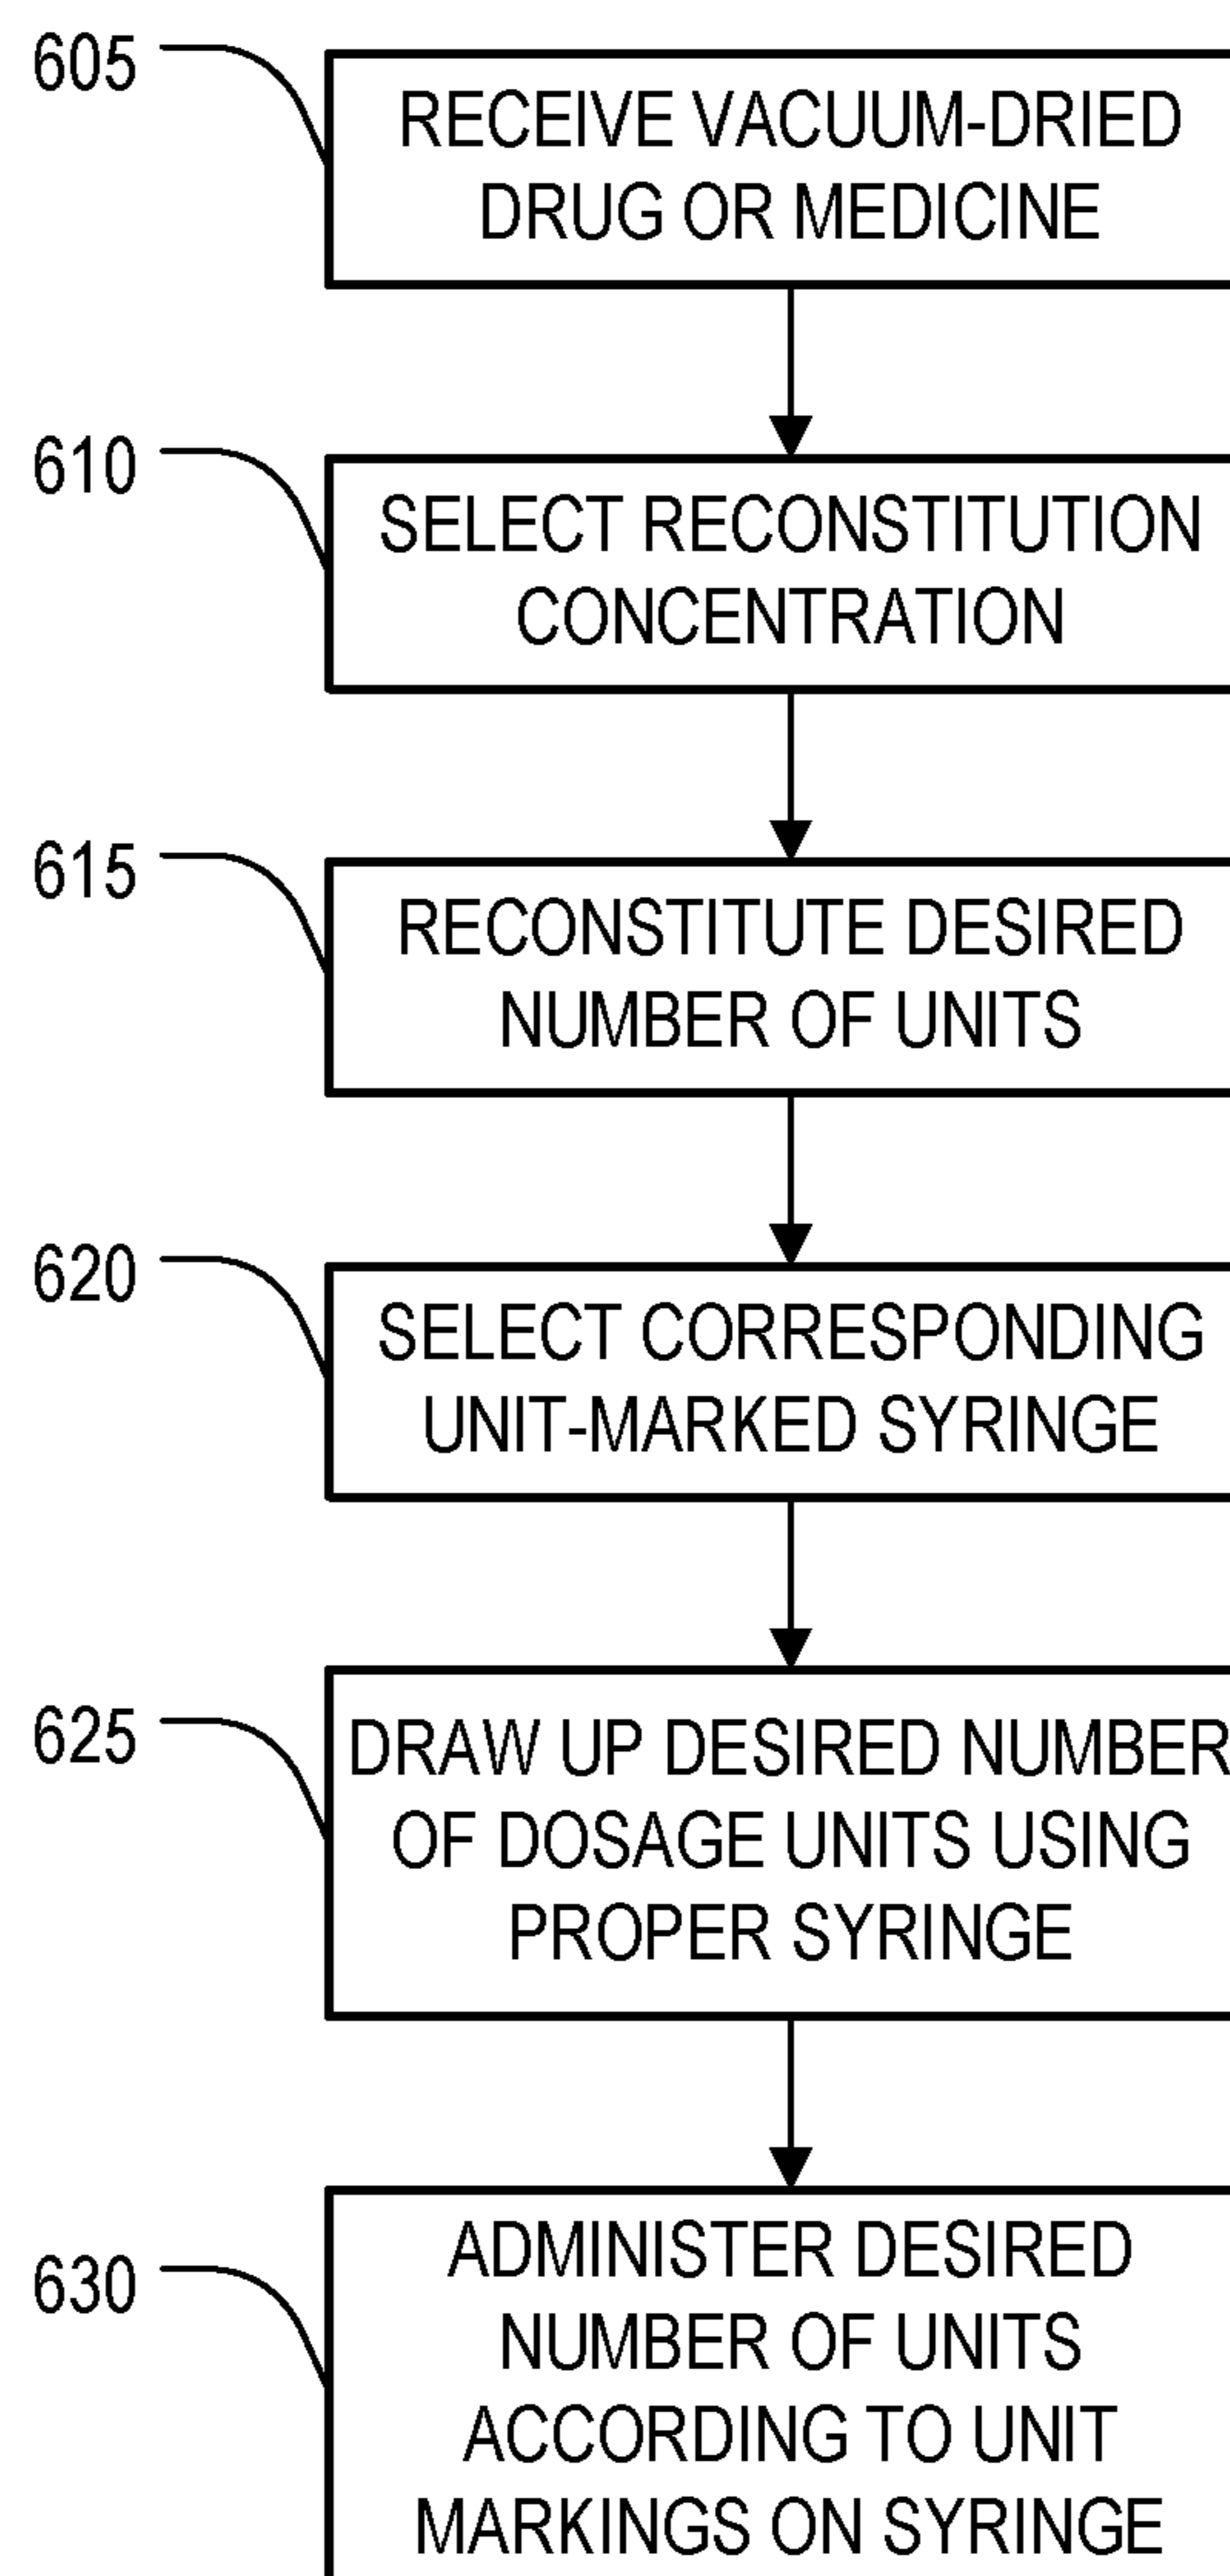 605
RECEIVE VACUUM-DRIED
DRUG OR MEDICINE
610
SELECT RECONSTITUTION
CONCENTRATION
615
RECONSTITUTE DESIRED
NUMBER OF UNITS
620
SELECT CORRESPONDING
UNIT-MARKED SYRINGE
625
DRAW UP DESIRED NUMBER
OF DOSAGE UNITS USING
PROPER SYRINGE
630
ADMINISTER DESIRED
NUMBER OF UNITS
ACCORDING TO UNIT
MARKINGS ON SYRINGE